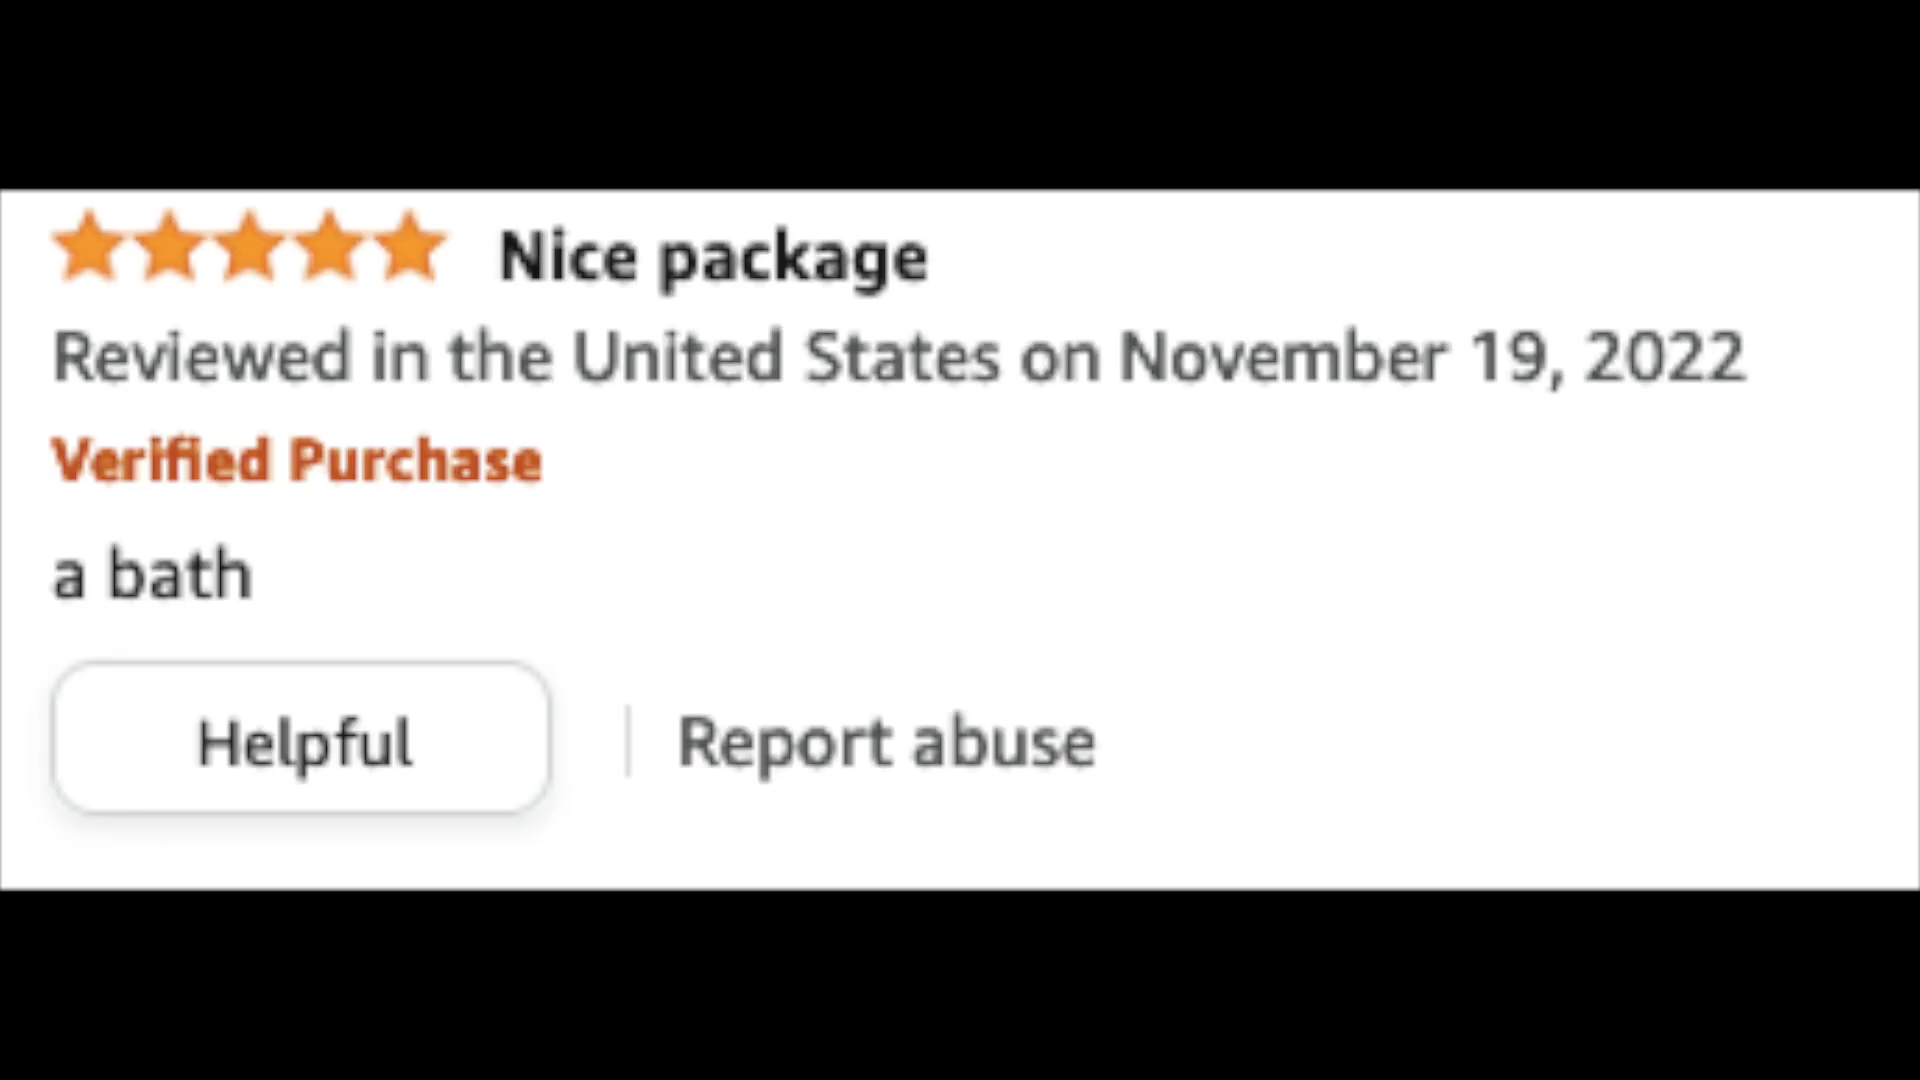 Nice package
Reviewed in the United States on November 19, 2022
Verified Purchase
a bath
Helpful
Report abuse